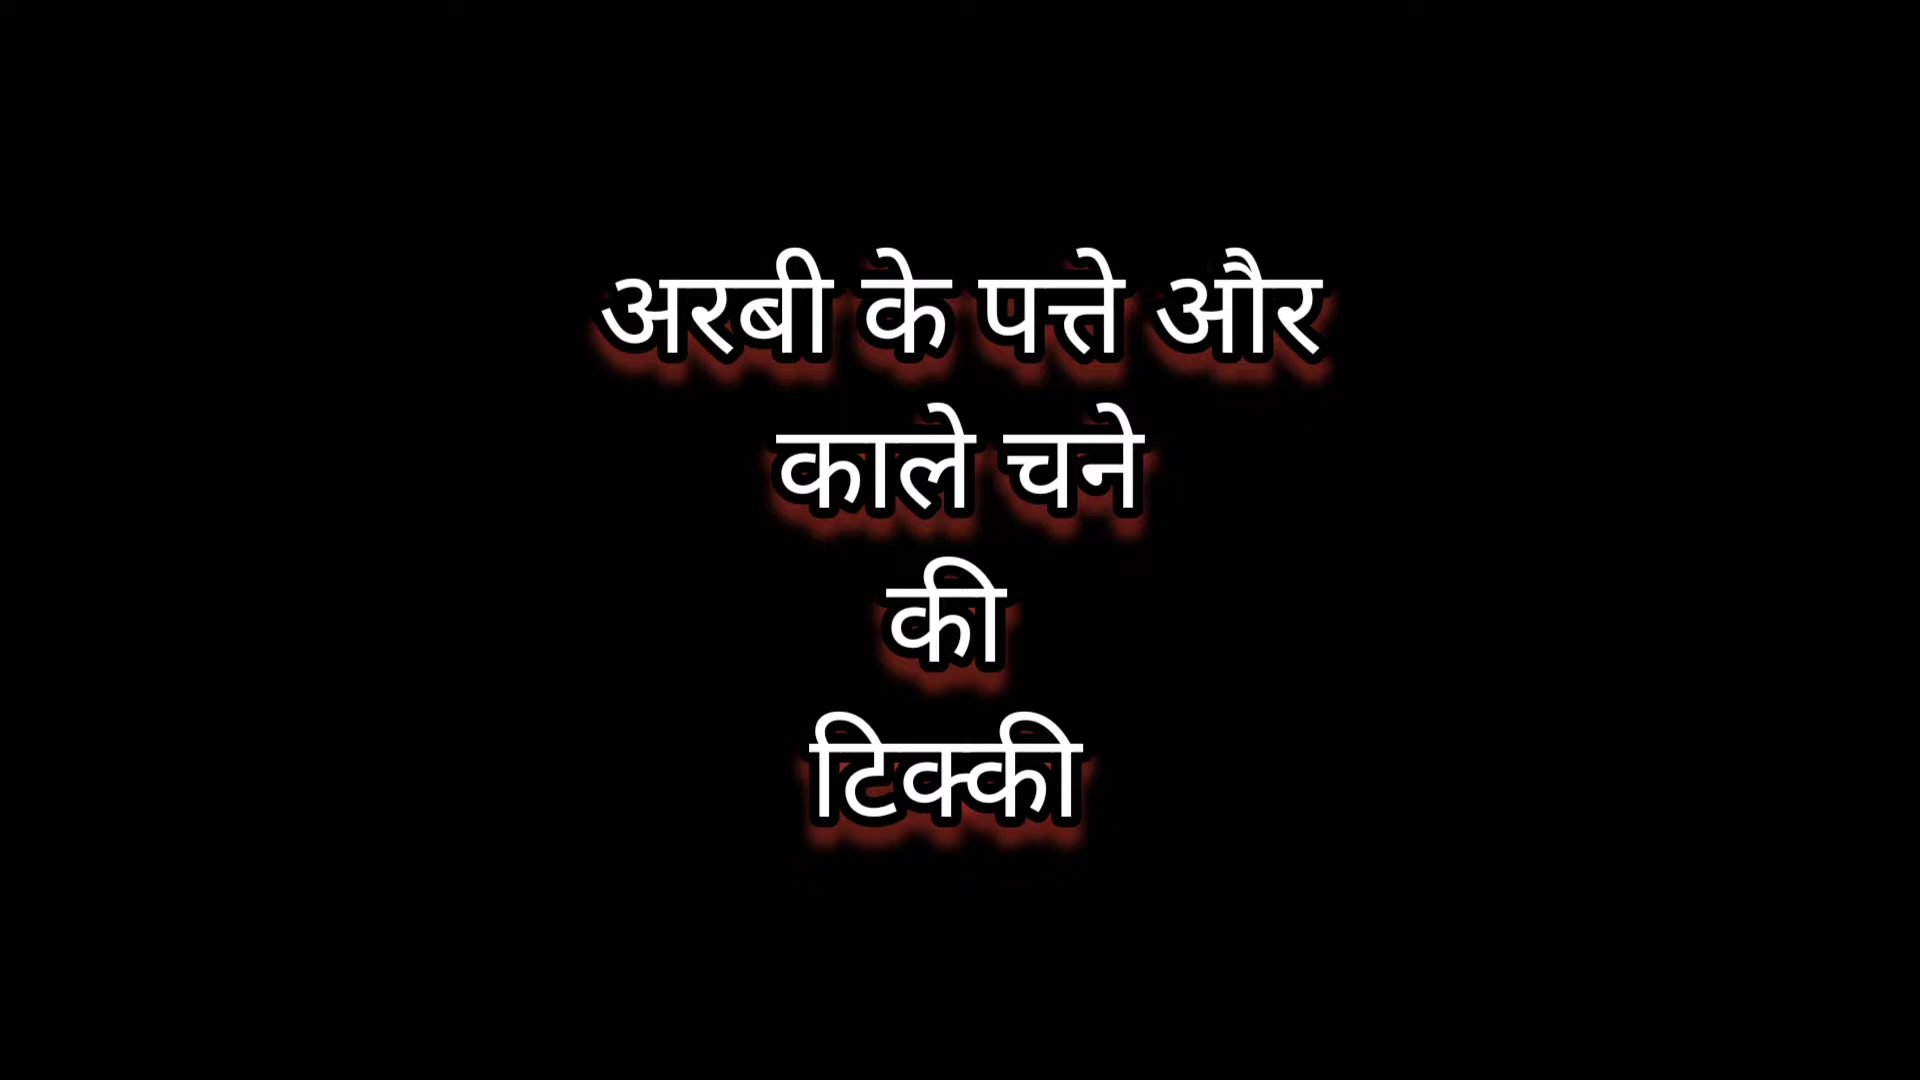 अरबी के पत्ते और
काले चने
की
टिक्की